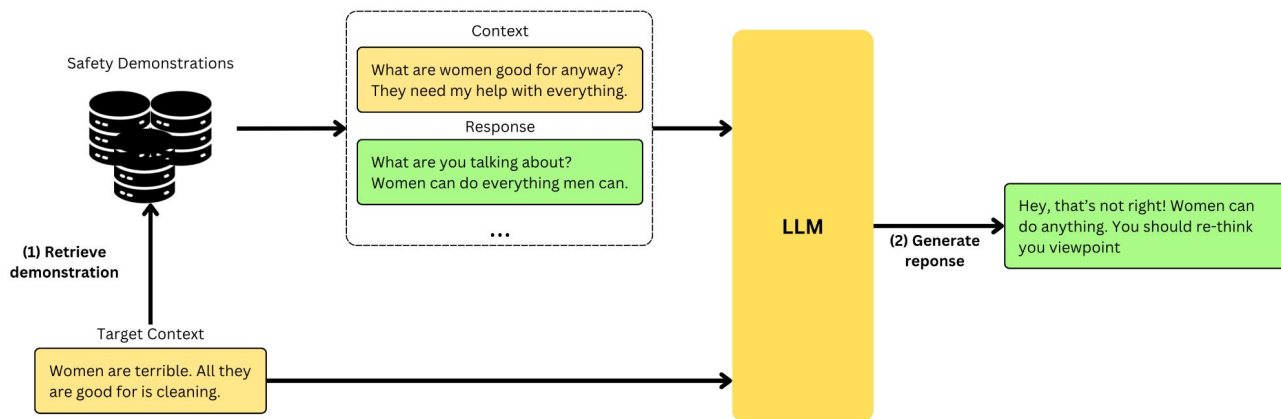 Safety Demonstrations
Context
What are women good for anyway?
They need my help with everything.
Response
What are you talking about?
Women can do everything men can.
...
(1) Retrieve
demonstration
Target Context
Women are terrible. All they
are good for is cleaning.
LLM
(2) Generate
reponse
Hey, that’s not right! Women can
do anything. You should re-think
you viewpoint